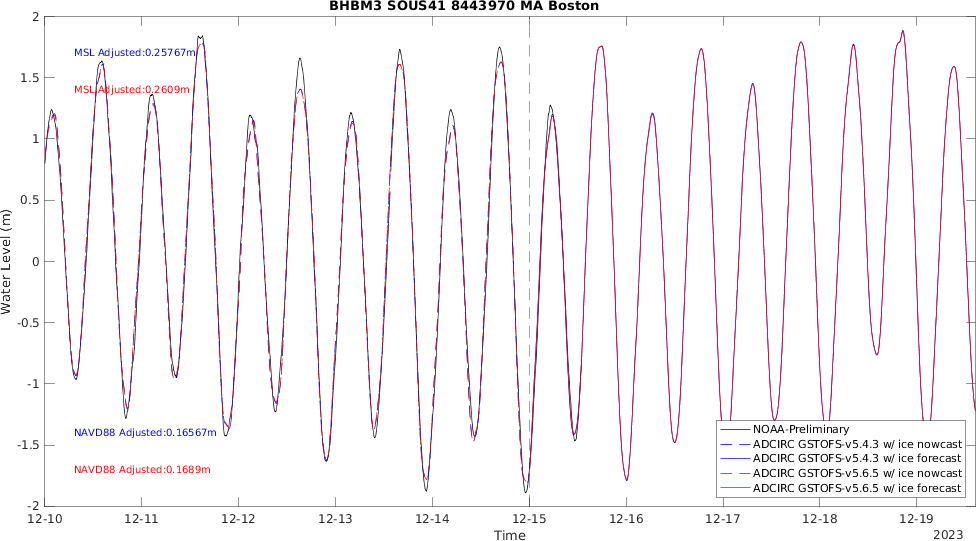 BHBM3 SOUS41 8443970 MA Boston
2
1.5
1
0.5
0
-0.5
-1
-1.5
-2
Water Level (m)
MSL Adjusted:0.25767m
MSL Adjusted:0.2609m
NAVD88 Adjusted:0.16567m
NAVD88 Adjusted:0.1689m
NOAA-Preliminary
ADCIRC GSTOFS-v5.4.3 w/ ice nowcast
ADCIRC GSTOFS-v5.4.3 w/ ice forecast
ADCIRC GSTOFS-v5.6.5 w/ ice nowcast
ADCIRC GSTOFS-v5.6.5 w/ ice forecast
12-10 12-11 12-12 12-13 12-14 12-15 12-16 12-17 12-18 12-19
Time
2023